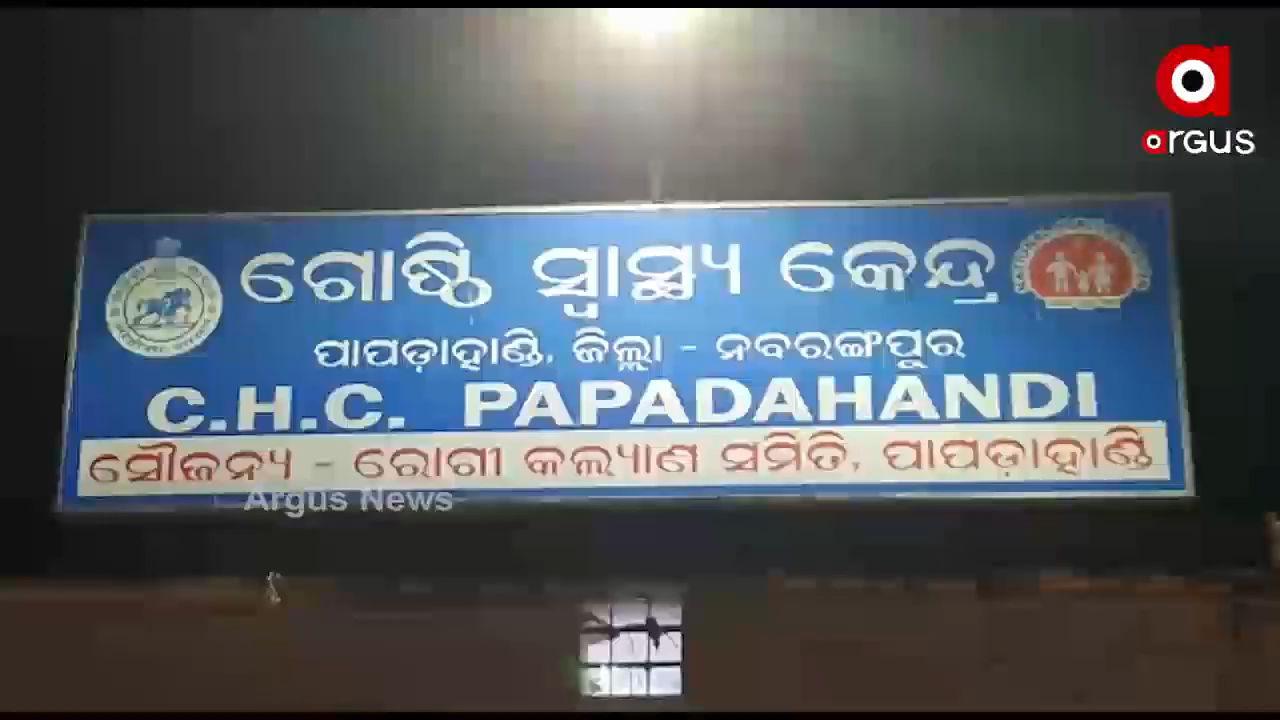 argus
ଗୋଷ୍ଠି ସ୍ୱାସ୍ଥ୍ୟ କେନ୍ଦ୍ର
ପାପଡ଼ାହାଣ୍ଡି, ଜିଲ୍ଲା - ନବରଙ୍ଗପୁର
C.H.C. PAPADAHANDI
ସୌଜନ୍ୟ - ରୋଗୀ କଲ୍ୟାଣ ସମିତି, ପାପଡ଼ାହାଣ୍ଡି
Argus News